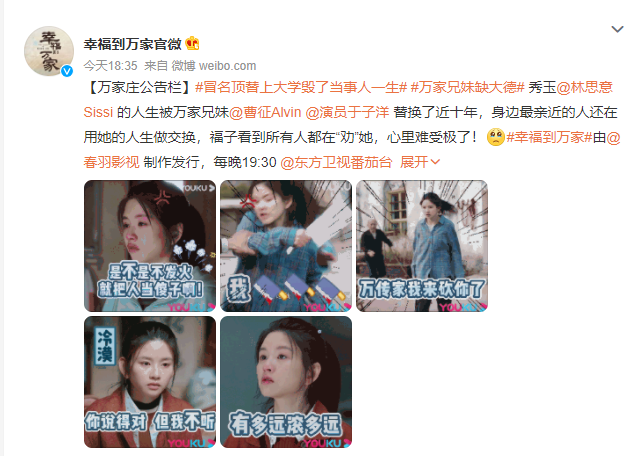 幸福到万家
幸福到万家官微
今天18:35 来自 微博 weibo.com
【万家庄公告栏】#冒名顶替上大学毁了当事人一生# #万家兄妹缺大德# 秀玉@林思意
Sissi 的人生被万家兄妹@曹征Alvin @演员于子洋 替换了近十年，身边最亲近的人还在
用她的人生做交换，福子看到所有人都在“劝”她，心里难受极了！#幸福到万家#由@
春羽影视 制作发行，每晚19:30 @东方卫视番茄台 展开
YOUKU
是不是不发火
就把人当傻子啊!
我
万传家我来砍你了
YOUKU
冷漠
你说得对 但我不听
YOUKU
有多远滚多远
YOUKU